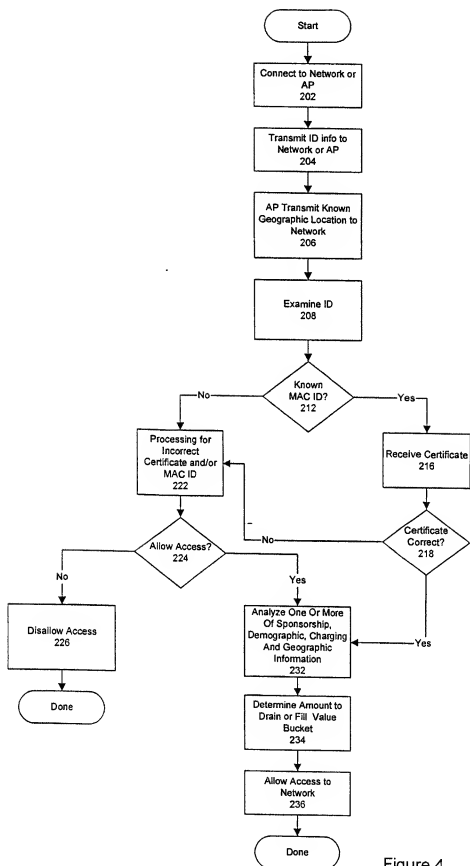 Start
Connect to Network or
AP
202
Transmit ID info to
Network or AP
204
AP Transmit Known
Geographic Location to
Network
206
Examine ID
208
Known
MAC ID?
212
No
Yes
Processing for
Incorrect
Certificate and/or
MAC ID
222
Receive Certificate
216
Certificate
Correct?
218
No
Allow Access?
224
No
Yes
Yes
Disallow Access
226
Analyze One Or More
Of Sponsorship,
Demographic, Charging
And Geographic
Information
232
Done
Determine Amount to
Drain or Fill Value
Bucket
234
Allow Access to
Network
236
Done
Figure 4